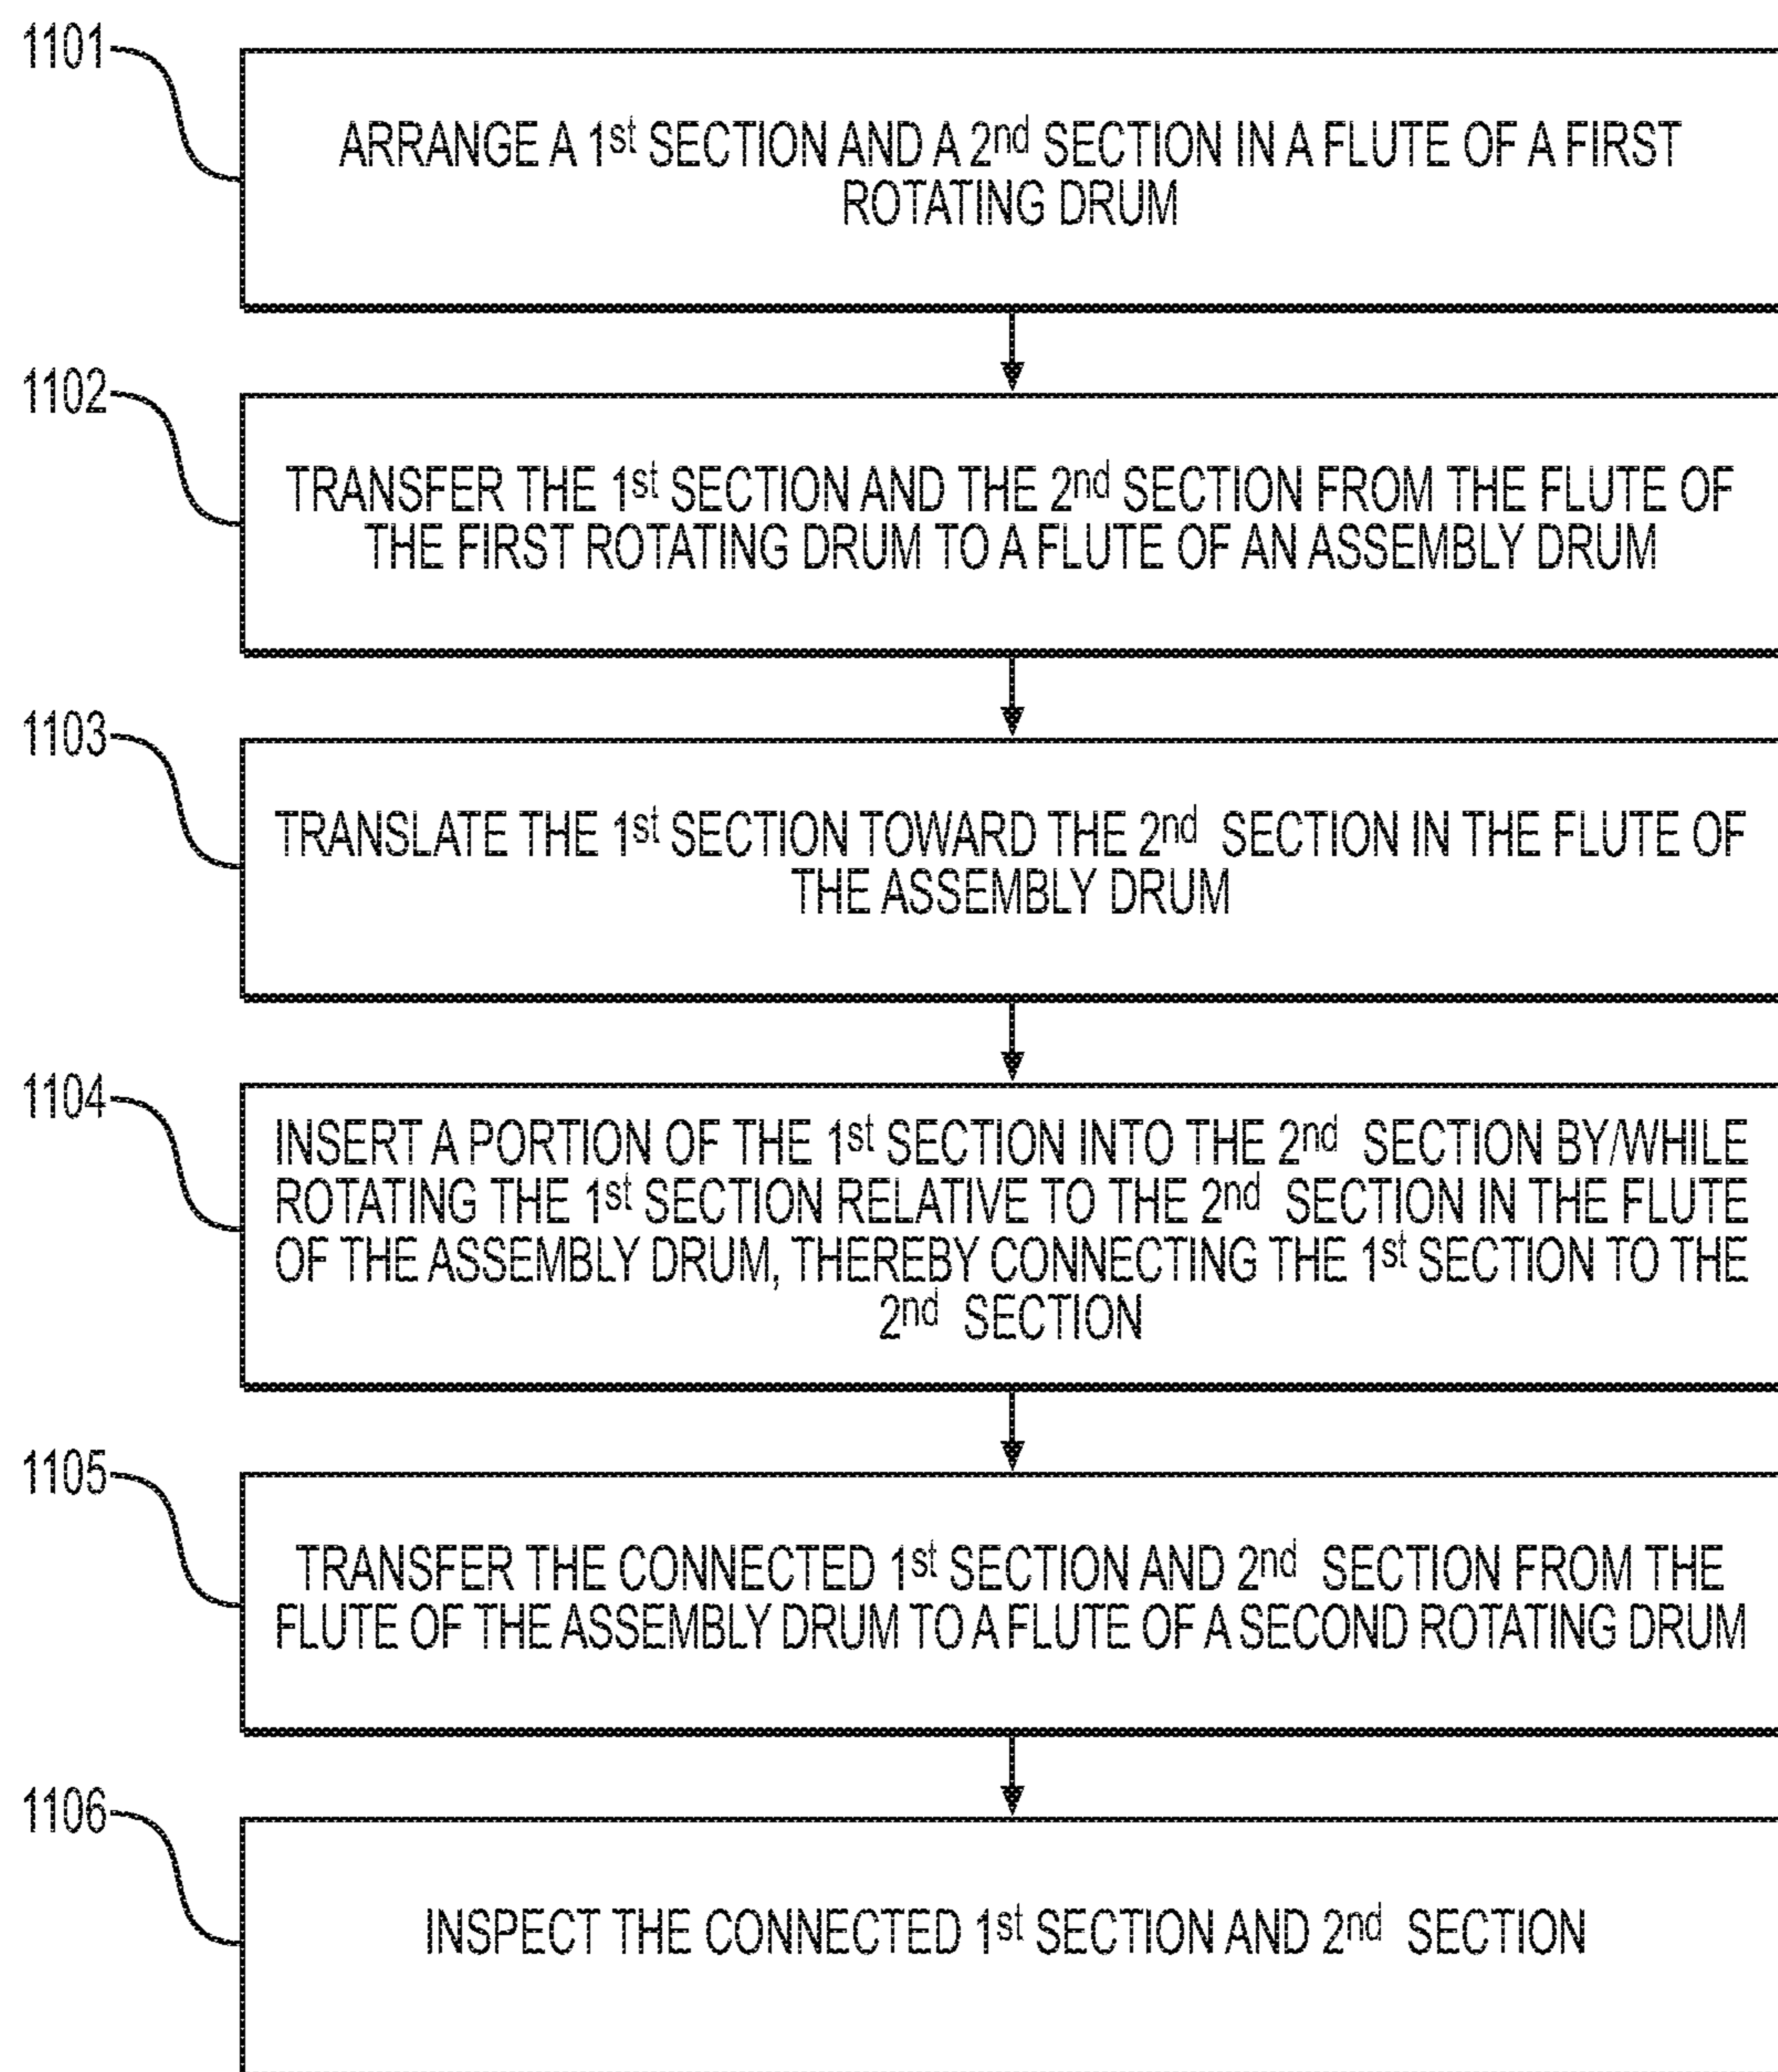 1101
ARRANGE A 1st SECTION AND A 2nd SECTION IN A FLUTE OF A FIRST
ROTATING DRUM
1102
TRANSFER THE 1st SECTION AND THE 2nd SECTION FROM THE FLUTE OF
THE FIRST ROTATING DRUM TO A FLUTE OF AN ASSEMBLY DRUM
1103
TRANSLATE THE 1st SECTION TOWARD THE 2nd SECTION IN THE FLUTE OF
THE ASSEMBLY DRUM
1104
INSERT A PORTION OF THE 1st SECTION INTO THE 2nd SECTION BY/WHILE
ROTATING THE 1st SECTION RELATIVE TO THE 2nd SECTION IN THE FLUTE
OF THE ASSEMBLY DRUM, THEREBY CONNECTING THE 1st SECTION TO THE
2nd SECTION
1105
TRANSFER THE CONNECTED 1st SECTION AND 2nd SECTION FROM THE
FLUTE OF THE ASSEMBLY DRUM TO A FLUTE OF A SECOND ROTATING DRUM
1106
INSPECT THE CONNECTED 1st SECTION AND 2nd SECTION